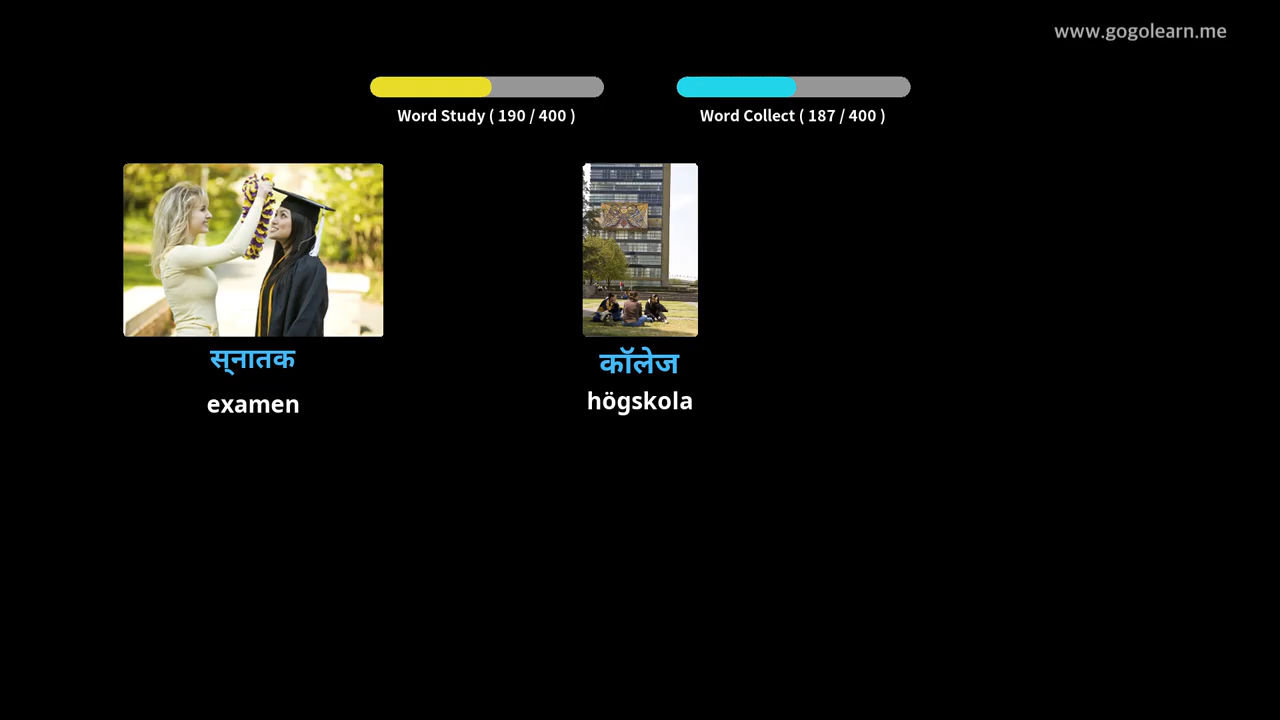 www.gogolearn.me
Word Study ( 190 / 400 )
Word Collect ( 187 / 400 )
स्‌नातक
कॉलेज
examen
högskola